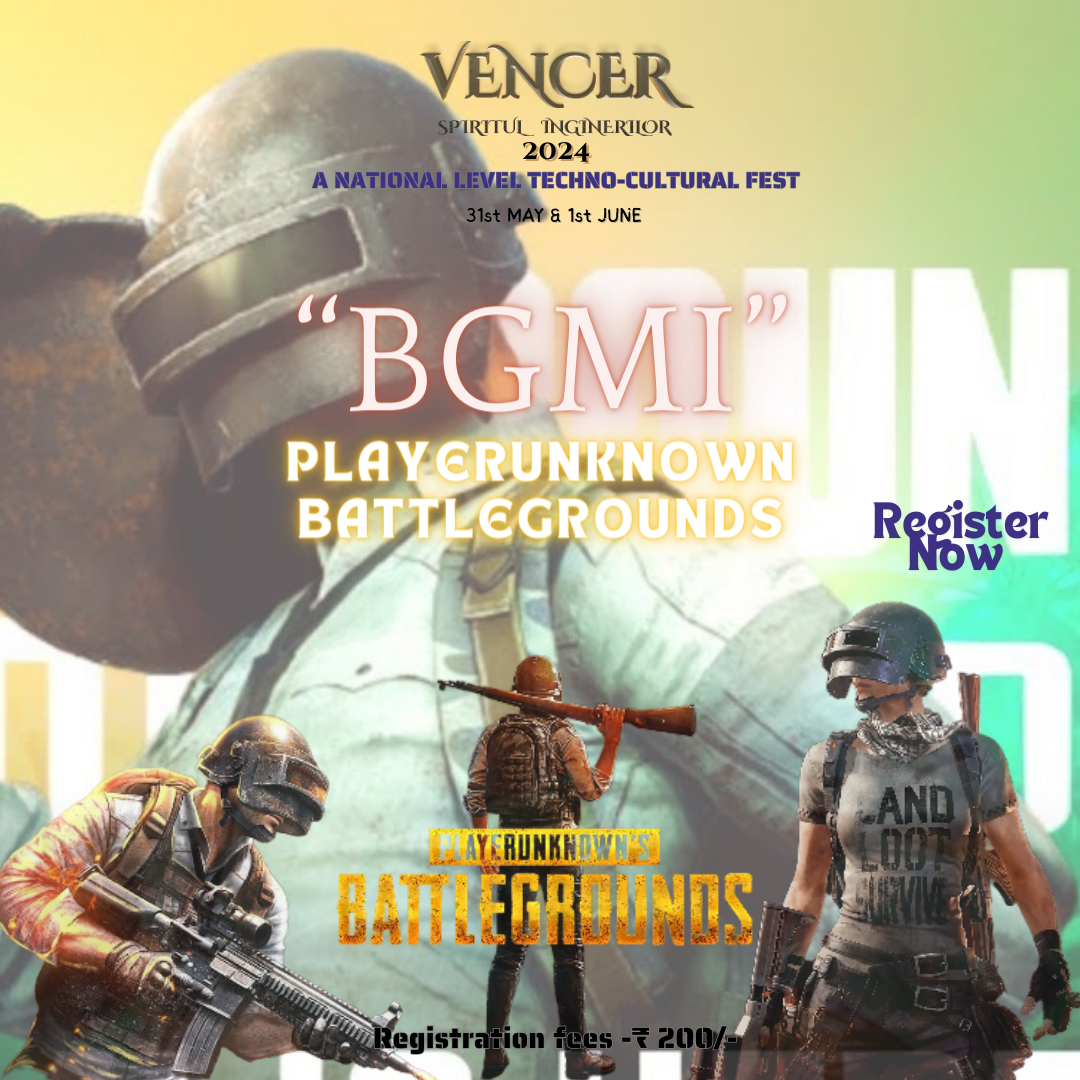 VENCER
SPIRITUL INGINERILOR
2024
A NATIONAL LEVEL TECHNO-CULTURAL FEST
31st MAY & 1st JUNE
“BGMI”
PLAYERUNKNOWN
BATTLEGROUNDS
Register
Now
LAND
LOOT
SURVIVE
PLAYERUNKNOWN'S
BATTLEGROUNDS
Registration fees -₹ 200/-